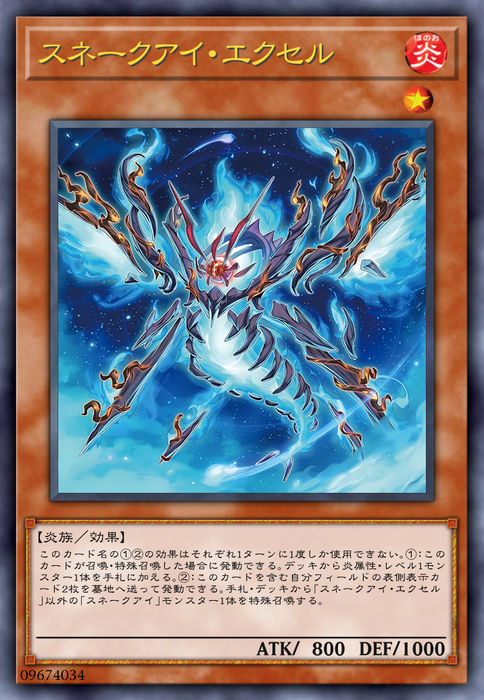 スネークアイ・エクセル
ほのお
炎
【炎族／効果】
このカード名の①②の効果はそれぞれ1ターンに1度しか使用できない。①：この
カードが召喚・特殊召喚した場合に発動できる。デッキから炎属性・レベル1モン
スター1体を手札に加える。②：このカードを含む自分フィールドの表側表示カ
ード2枚を墓地へ送って発動できる。手札・デッキから「スネークアイ・エクセル
」以外の「スネークアイ」モンスター1体を特殊召喚する。
ATK/ 800 DEF/1000
09674034